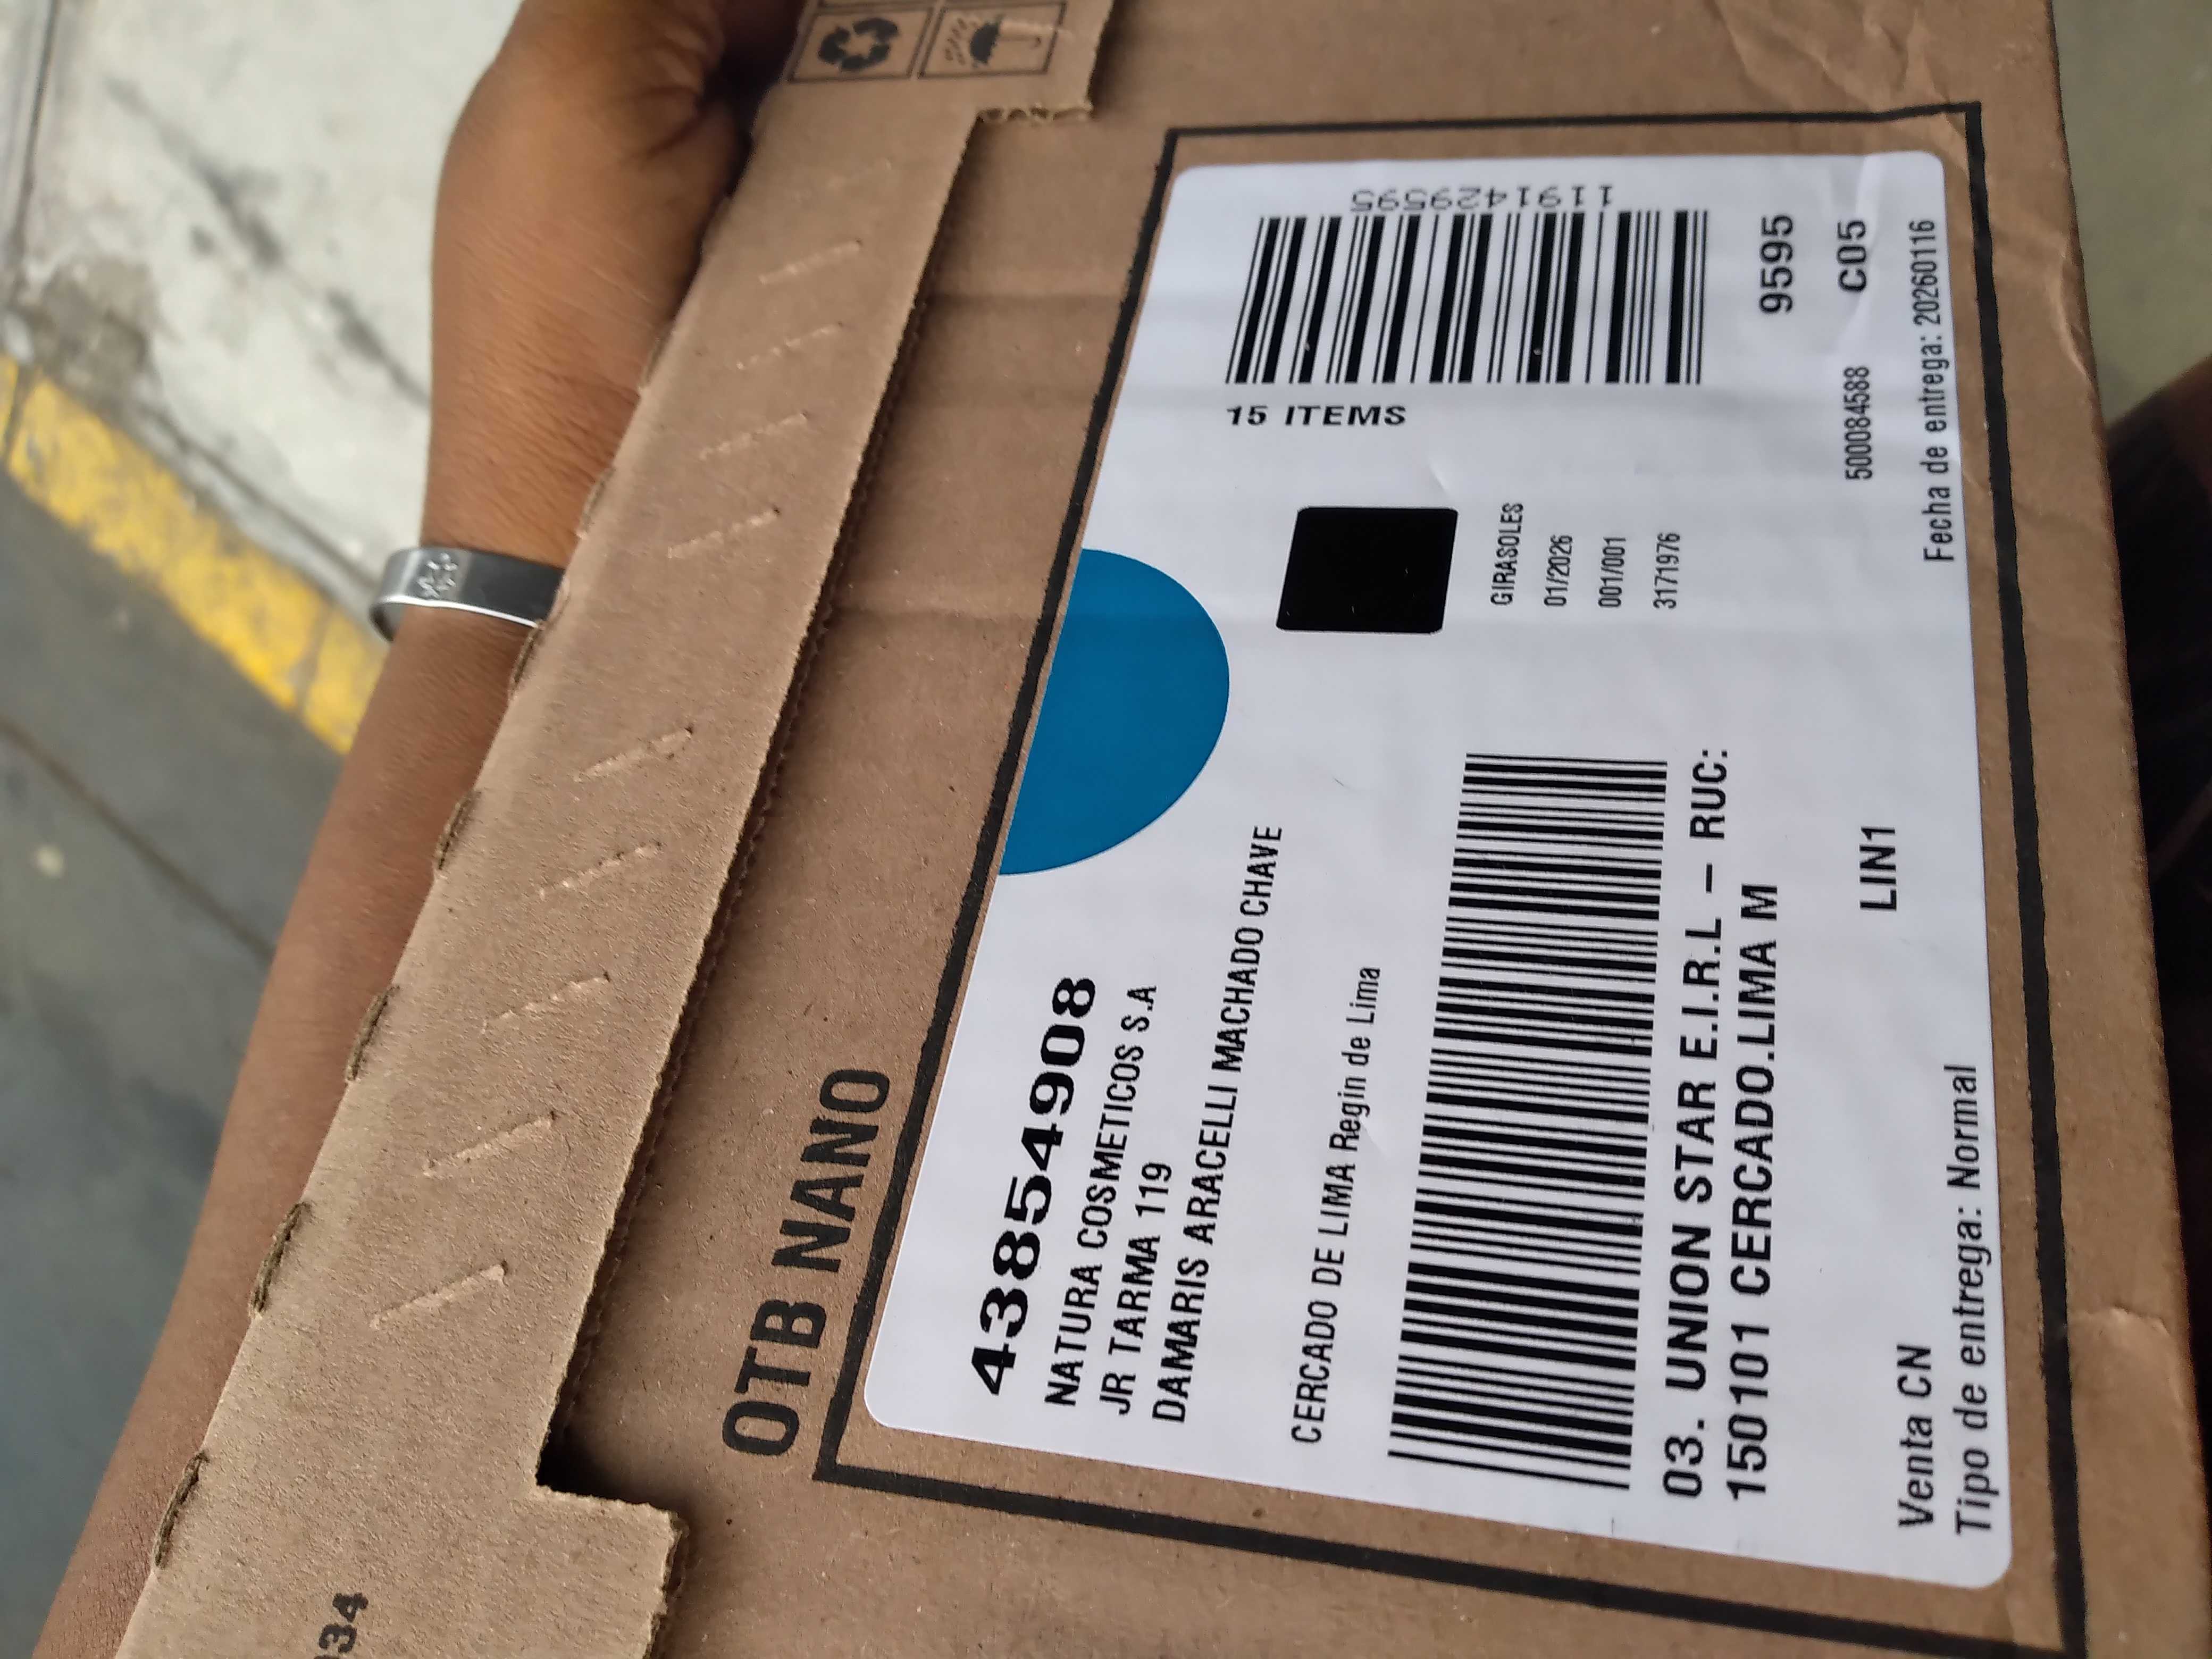 OTB NANO
43854908
NATURA COSMETICOS S.A
JR TARMA 119
DAMARIS ARACELLI MACHADO CHAVE
CERCADO DE LIMA Regin de Lima
15 ITEMS
1191429595
GIRASOLES
01/2026
001/001
3171976
03. UNION STAR E.I.R.L – RUC:
150101 CERCADO.LIMA M
9595
LIN1
500084588
C05
Venta CN
Tipo de entrega: Normal
Fecha de entrega: 20260116
34